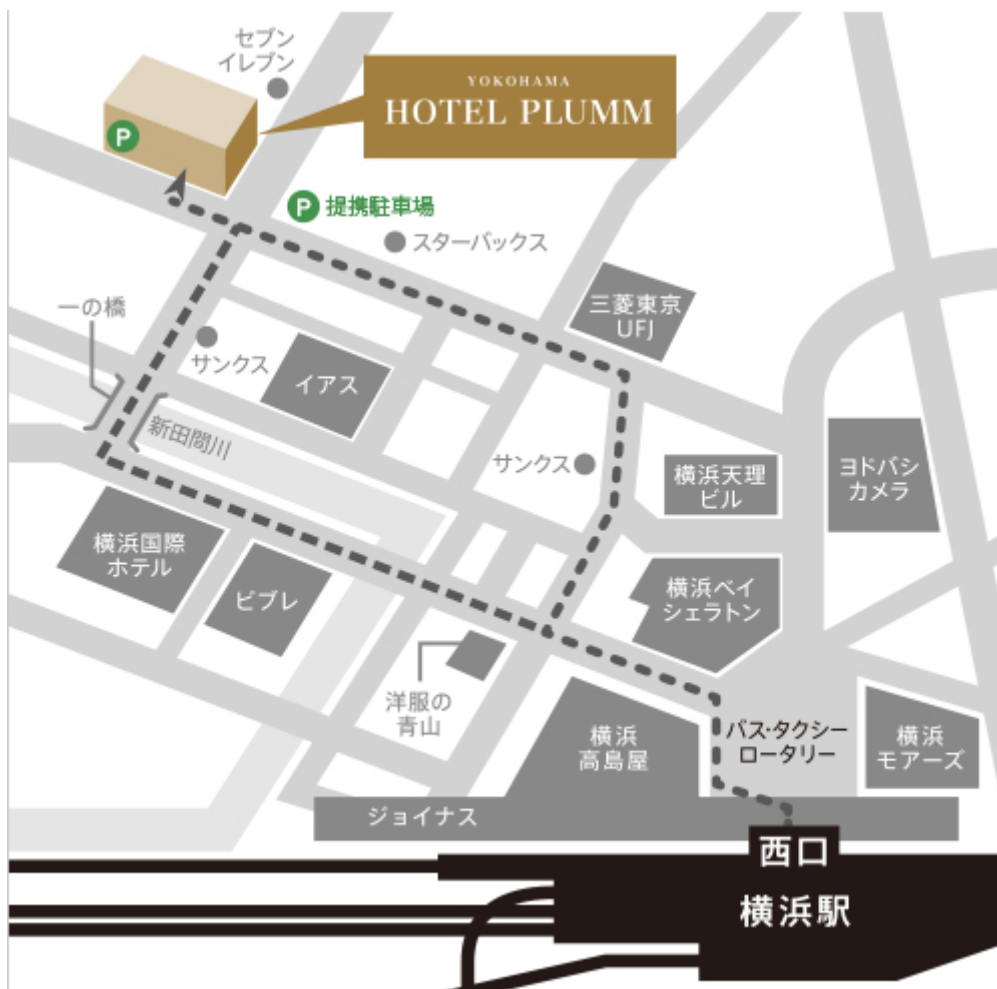 セブン
イレブン
YOKOHAMA
HOTEL PLUMM
P
P 提携駐車場
スターバックス
三菱東京
UFJ
一の橋
サンクス
イアス
新田間川
サンクス
横浜天理
ビル
ヨドバシ
カメラ
横浜国際
ホテル
ビブレ
横浜ベイ
シェラトン
洋服の
青山
横浜
高島屋
バス・タクシー
ロータリー
横浜
モアーズ
ジョイナス
西口
横浜駅